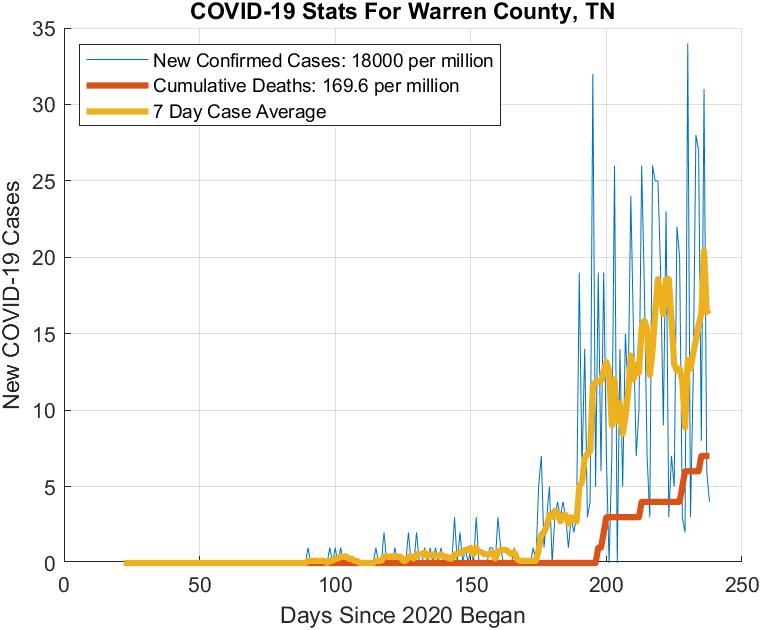 COVID-19 Stats For Warren County, TN
New Confirmed Cases: 18000 per million
Cumulative Deaths: 169.6 per million
7 Day Case Average
New COVID-19 Cases
35
30
25
20
15
10
5
0
0 50 100 150 200 250
Days Since 2020 Began